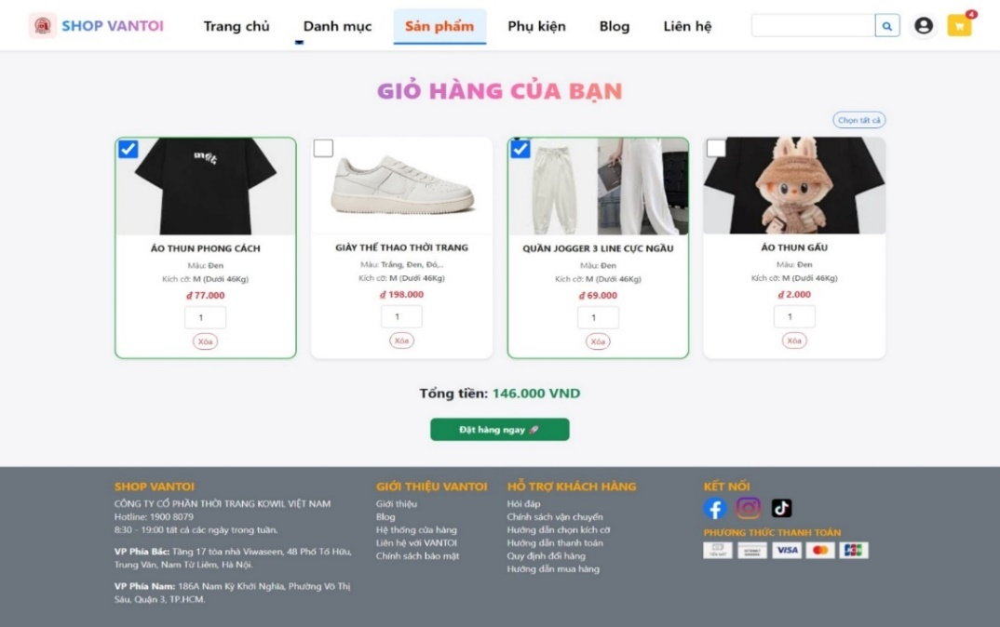 SHOP VANTOI
Trang chủ
Danh mục
Sản phẩm
Phụ kiện
Blog
Liên hệ
4
GIỎ HÀNG CỦA BẠN
Chọn tất cả
ÁO THUN PHONG CÁCH
Màu: Đen
Kích cỡ: M (Dưới 46Kg)
₫ 77.000
1
Xóa
GIÀY THỂ THAO THỜI TRANG
Màu: Trắng, Đen, Đỏ,..
Kích cỡ: M (Dưới 46Kg)
₫ 198.000
1
Xóa
QUẦN JOGGER 3 LINE CỰC NGẦU
Màu: Đen
Kích cỡ: M (Dưới 46Kg)
₫ 69.000
1
Xóa
ÁO THUN GẤU
Màu: Đen
Kích cỡ: M (Dưới 46Kg)
₫ 2.000
1
Xóa
Tổng tiền: 146.000 VND
Đặt hàng ngay 🚀
SHOP VANTOI
CÔNG TY CỔ PHẦN THỜI TRANG KOWIL VIỆT NAM
Hotline: 1900 8079
8:30 - 19:00 tất cả các ngày trong tuần.
VP Phía Bắc: Tầng 17 tòa nhà Viwaseen, 48 Phố Tố Hữu,
Trung Văn, Nam Từ Liêm, Hà Nội.
VP Phía Nam: 186A Nam Kỳ Khởi Nghĩa, Phường Võ Thị
Sáu, Quận 3, TP.HCM.
GIỚI THIỆU VANTOI
Giới thiệu
Blog
Hệ thống cửa hàng
Liên hệ với VANTOI
Chính sách bảo mật
HỖ TRỢ KHÁCH HÀNG
Hỏi đáp
Chính sách vận chuyển
Hướng dẫn chọn kích cỡ
Hướng dẫn thanh toán
Quy định đổi hàng
Hướng dẫn mua hàng
KẾT NỐI
PHƯƠNG THỨC THANH TOÁN
VISA
JCB